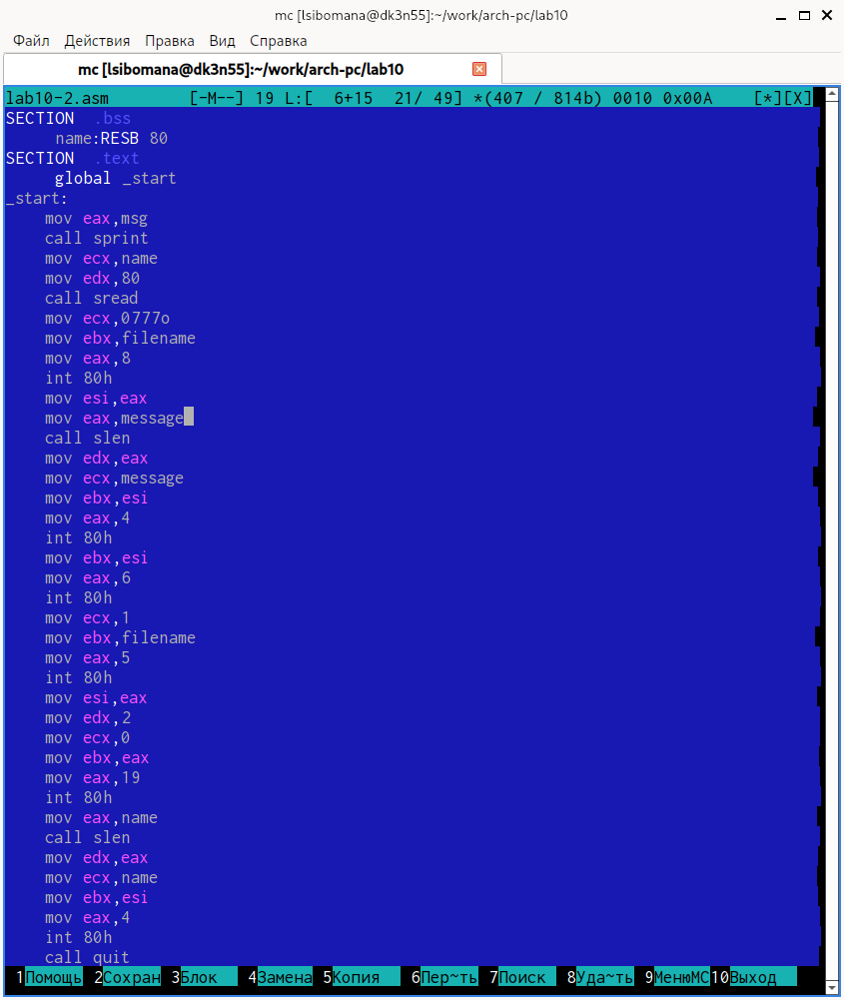 mc [lsibomana@dk3n55]:~/work/arch-pc/lab10
Файл Действия Правка Вид Справка
mc [lsibomana@dk3n55]:~/work/arch-pc/lab10
lab10-2.asm [-M--] 19 L:[ 6+15 21/ 49] *(407 / 814b) 0010 0x00A [*][X]
SECTION .bss
name:RESB 80
SECTION .text
global _start
_start:
mov eax,msg
call sprint
mov ecx,name
mov edx,80
call sread
mov ecx,0777o
mov ebx,filename
mov eax,8
int 80h
mov esi,eax
mov eax,message
call slen
mov edx,eax
mov ecx,message
mov ebx,esi
mov eax,4
int 80h
mov ebx,esi
mov eax,6
int 80h
mov ecx,1
mov ebx,filename
mov eax,5
int 80h
mov esi,eax
mov edx,2
mov ecx,0
mov ebx,eax
mov eax,19
int 80h
mov eax,name
call slen
mov edx,eax
mov ecx,name
mov ebx,esi
mov eax,4
int 80h
call quit
1Помощь 2Сохран 3Блок 4Замена 5Копия 6Пер~ть 7Поиск 8Уда~ть 9МенюMC 10Выход